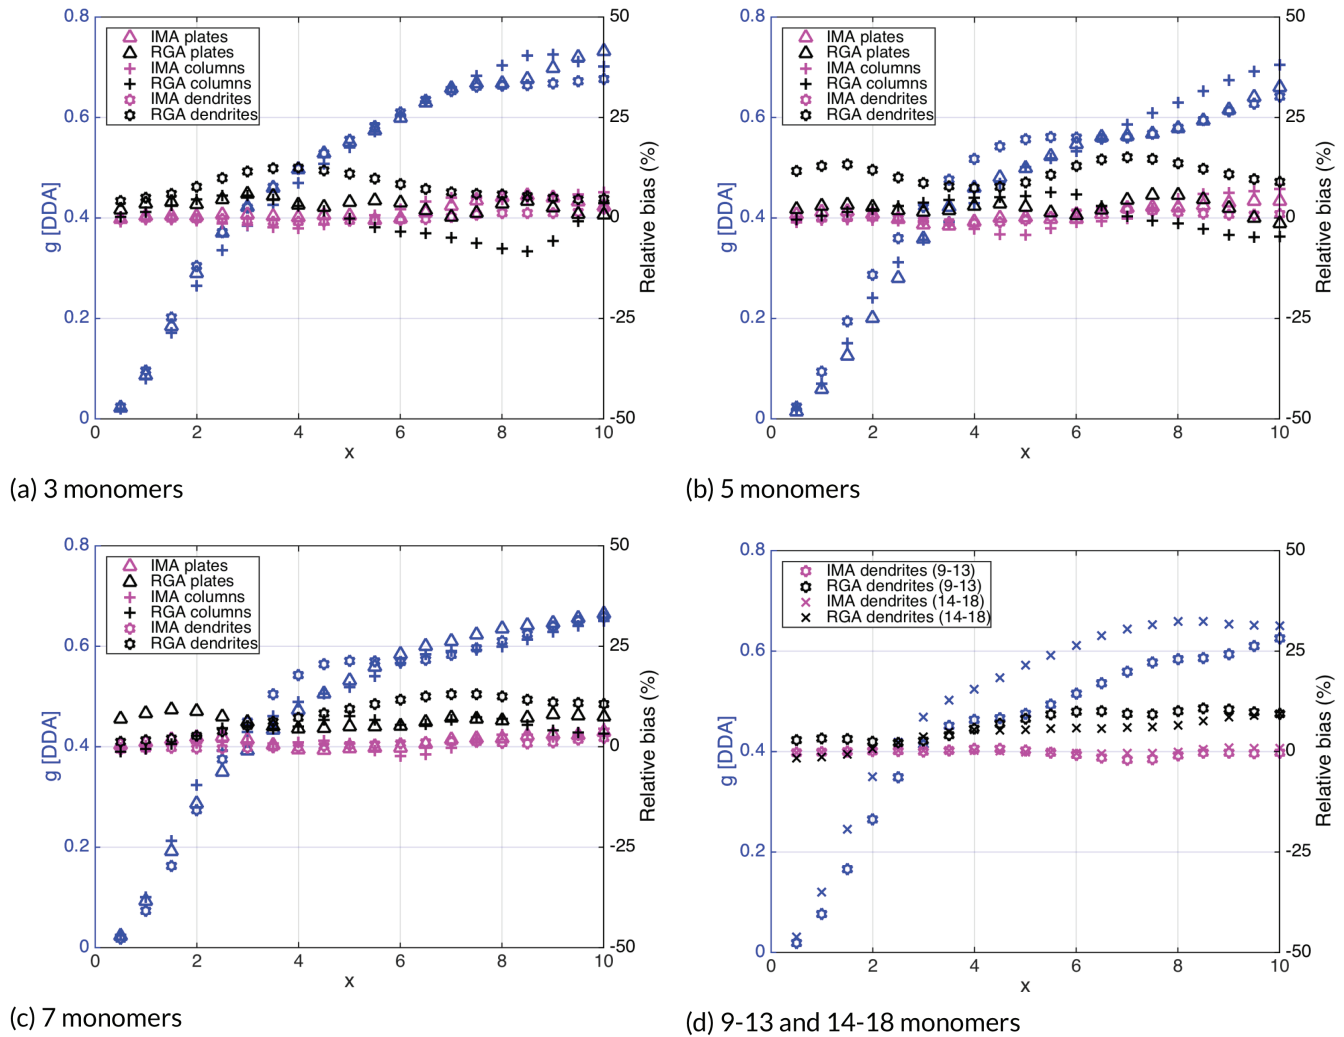 0.8
0.6
0.4
0.2
0
g [DDA]
50
25
0
-25
-50
Relative bias (%)
IMA plates
RGA plates
IMA columns
RGA columns
IMA dendrites
RGA dendrites
0 2 4 6 8 10
x
(a) 3 monomers
0.8
0.6
0.4
0.2
0
g [DDA]
50
25
0
-25
-50
Relative bias (%)
IMA plates
RGA plates
IMA columns
RGA columns
IMA dendrites
RGA dendrites
0 2 4 6 8 10
x
(b) 5 monomers
0.8
0.6
0.4
0.2
0
g [DDA]
50
25
0
-25
-50
Relative bias (%)
IMA plates
RGA plates
IMA columns
RGA columns
IMA dendrites
RGA dendrites
0 2 4 6 8 10
x
(c) 7 monomers
0.8
0.6
0.4
0.2
0
g [DDA]
50
25
0
-25
-50
Relative bias (%)
IMA dendrites (9-13)
RGA dendrites (9-13)
IMA dendrites (14-18)
RGA dendrites (14-18)
0 2 4 6 8 10
x
(d) 9-13 and 14-18 monomers